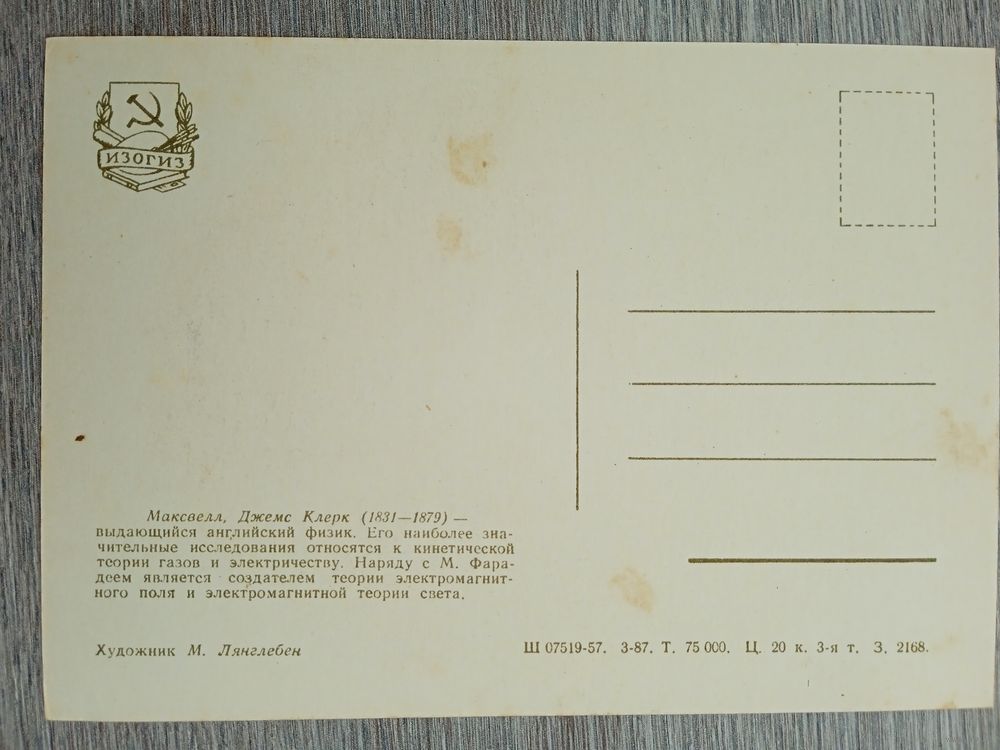 ИЗОГИЗ
Максвелл, Джемс Клерк (1831—1879) —
выдающийся английский физик. Его наиболее зна-
чительные исследования относятся к кинетической
теории газов и электричеству. Наряду с М. Фара-
деем является создателем теории электромагнит-
ного поля и электромагнитной теории света.
Художник М. Лянглебен
Ш 07519-57. 3-87. Т. 75 000. Ц. 20 к. 3-я т. З. 2168.